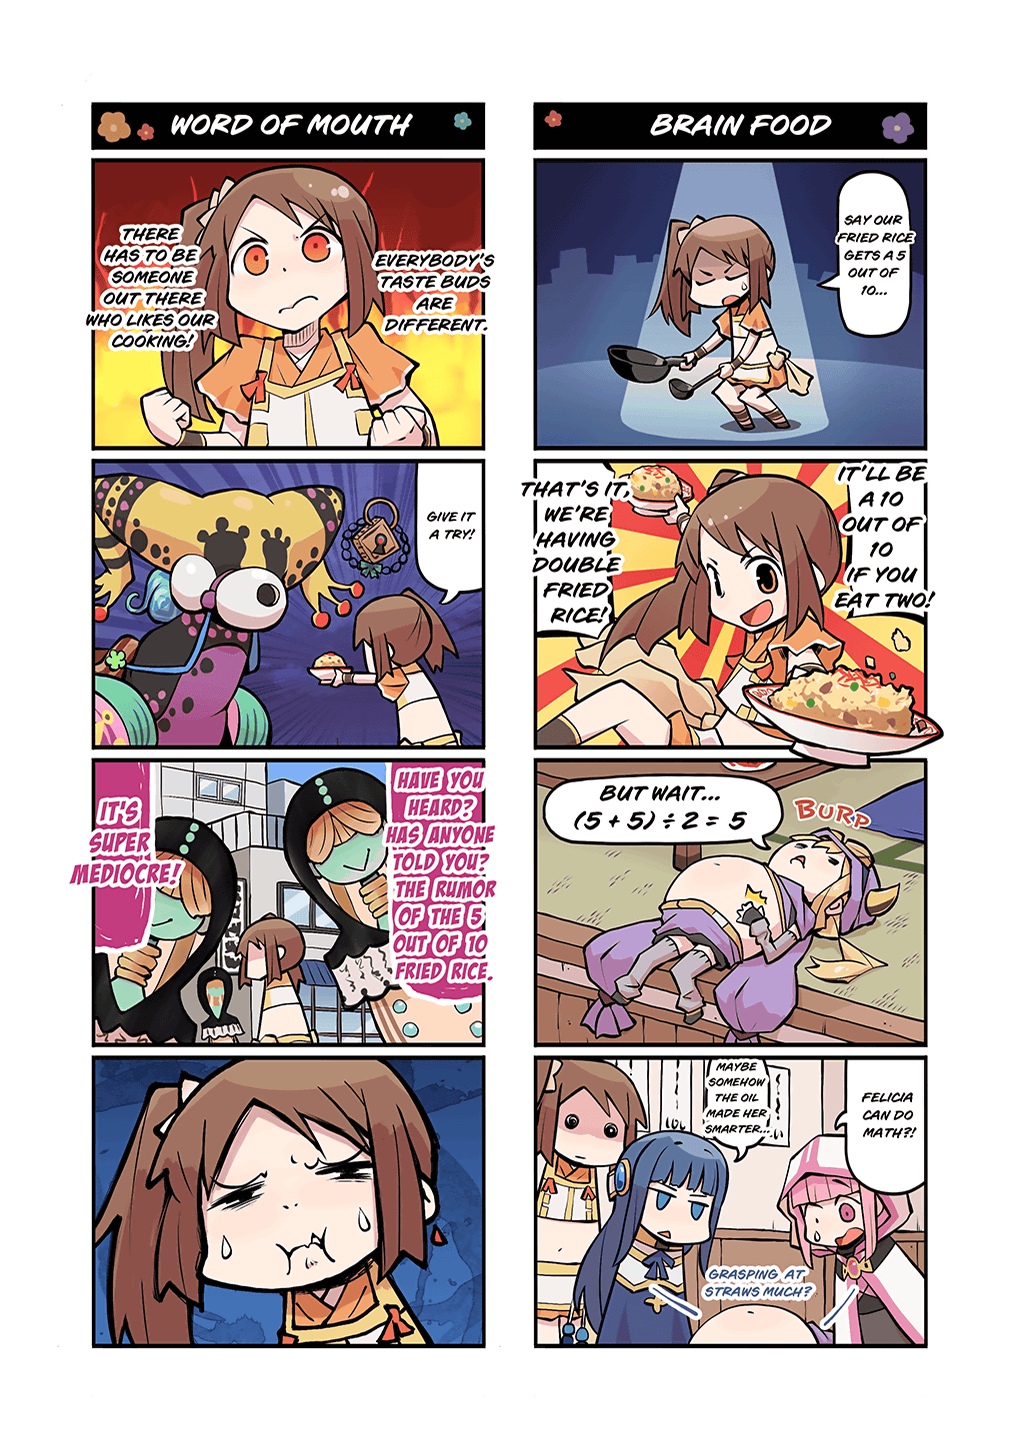 WORD OF MOUTH
EVERYBODY'S
TASTE BUDS
ARE
DIFFERENT.
THERE
HAS TO BE
SOMEONE
OUT THERE
WHO LIKES OUR
COOKING!
GIVE IT
A TRY!
HAVE YOU
HEARD?
HAS ANYONE
TOLD YOU?
THE RUMOR
OF THE 5
OUT OF 10
FRIED RICE.
IT'S
SUPER
MEDIOCRE!
BRAIN FOOD
SAY OUR
FRIED RICE
GETS A 5
OUT OF
10...
THAT'S IT,
WE'RE
HAVING
DOUBLE
FRIED
RICE!
IT'LL BE
A 10
OUT OF
10
IF YOU
EAT TWO!
BUT WAIT...
(5 + 5) ÷ 2 = 5
BURP
FELICIA
CAN DO
MATH?!
MAYBE
SOMEHOW
THE OIL
MADE HER
SMARTER...
GRASPING AT
STRAWS MUCH?